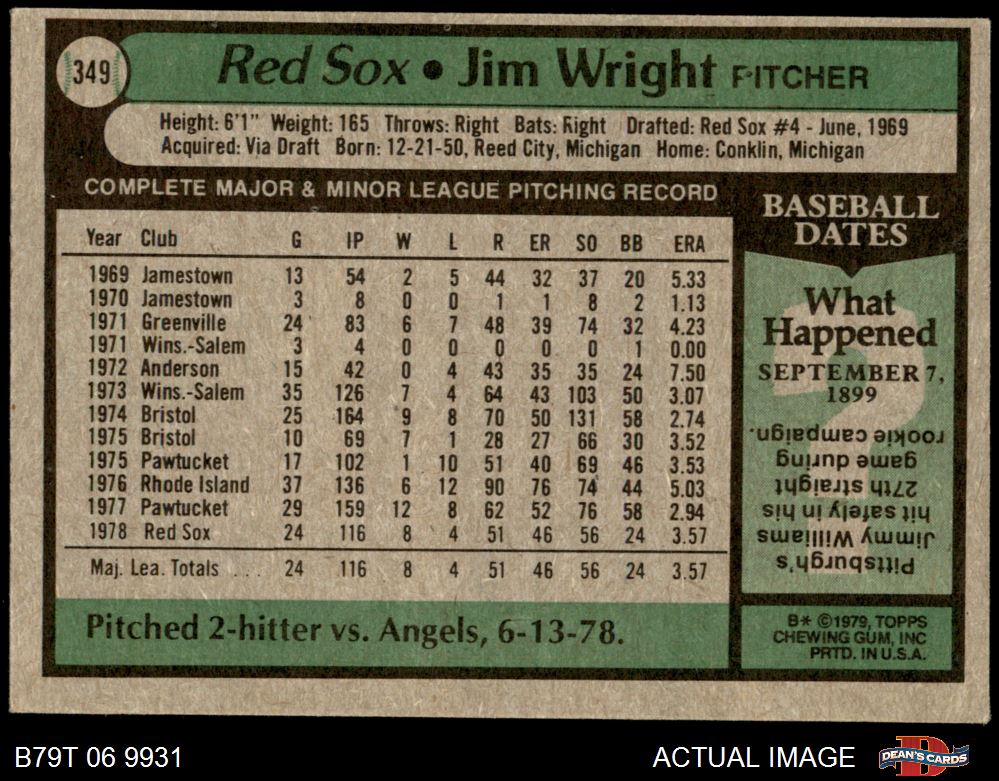 349
Red Sox • Jim Wright PITCHER
Height: 6'1" Weight: 165 Throws: Right Bats: Right Drafted: Red Sox #4 - June, 1969
Acquired: Via Draft Born: 12-21-50, Reed City, Michigan Home: Conklin, Michigan
COMPLETE MAJOR & MINOR LEAGUE PITCHING RECORD
Year Club G IP W L R ER SO BB ERA
1969 Jamestown 13 54 2 5 44 32 37 20 5.33
1970 Jamestown 3 8 0 0 1 1 8 2 1.13
1971 Greenville 24 83 6 7 48 39 74 32 4.23
1971 Wins.-Salem 3 4 0 0 0 0 0 1 0.00
1972 Anderson 15 42 0 4 43 35 35 24 7.50
1973 Wins.-Salem 35 126 7 4 64 43 103 50 3.07
1974 Bristol 25 164 9 8 70 50 131 58 2.74
1975 Bristol 10 69 7 1 28 27 66 30 3.52
1975 Pawtucket 17 102 1 10 51 40 69 46 3.53
1976 Rhode Island 37 136 6 12 90 76 74 44 5.03
1977 Pawtucket 29 159 12 8 62 52 76 58 2.94
1978 Red Sox 24 116 8 4 51 46 56 24 3.57
Maj. Lea. Totals ... 24 116 8 4 51 46 56 24 3.57
Pitched 2-hitter vs. Angels, 6-13-78.
BASEBALL
DATES
What
Happened
SEPTEMBER 7,
1899
Pittsburgh's
Jimmy Williams
hit safely in his
27th straight
game during
rookie campaign.
B* ©1979, TOPPS
CHEWING GUM, INC
PRTD. IN U.S.A.
B79T 06 9931
ACTUAL IMAGE
DEAN'S CARDS